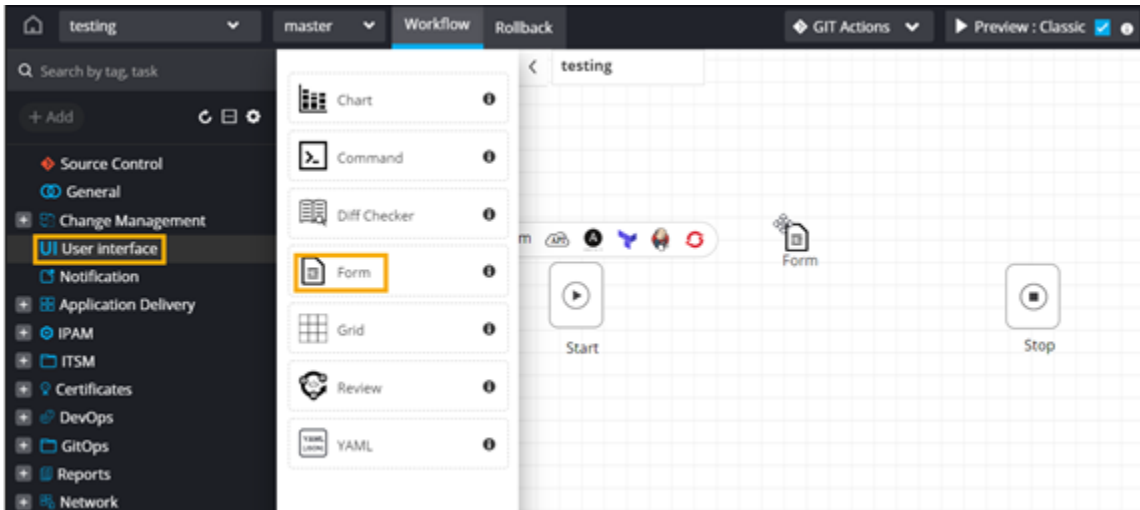 testing
master
Workflow
Rollback
GIT Actions
Preview : Classic
Search by tag, task
+ Add
Source Control
General
Change Management
UI User interface
Notification
Application Delivery
IPAM
ITSM
Certificates
DevOps
GitOps
Reports
Network
Chart
Command
Diff Checker
Form
Grid
Review
YAML
testing
m
API
Form
Start
Stop